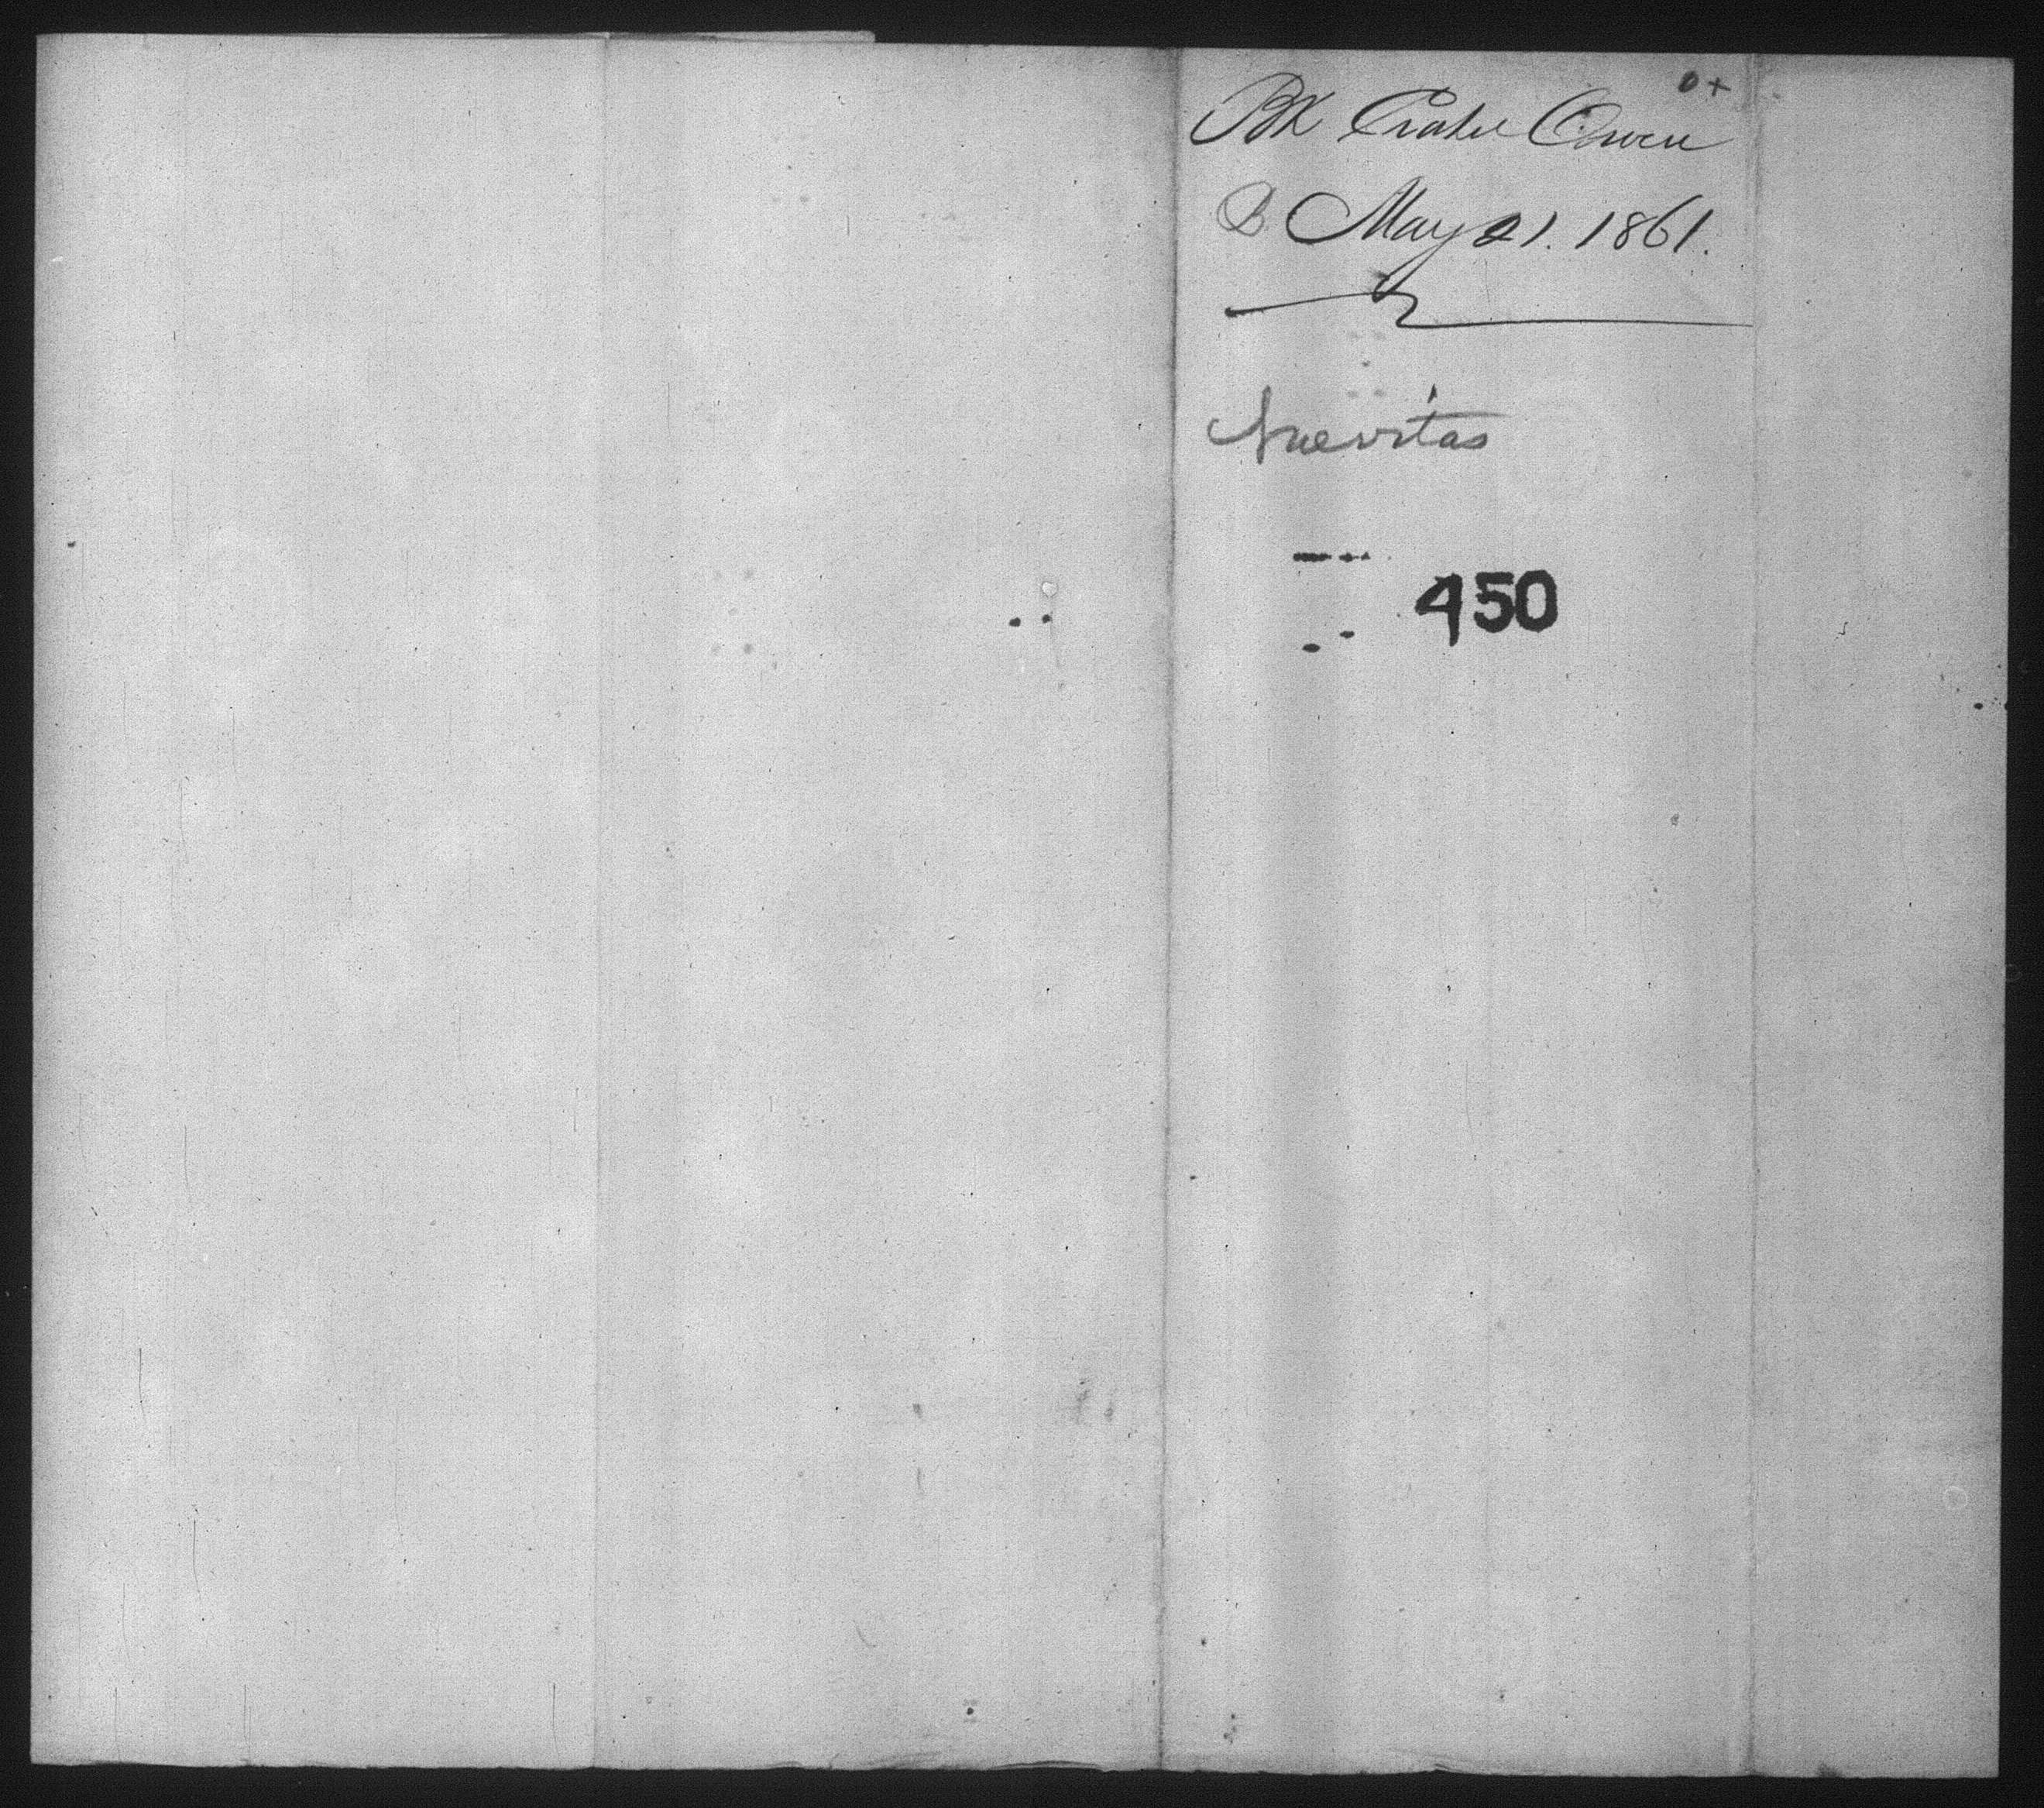 Bk Crater Owen
B May 21. 1861.
Nuevitas
450